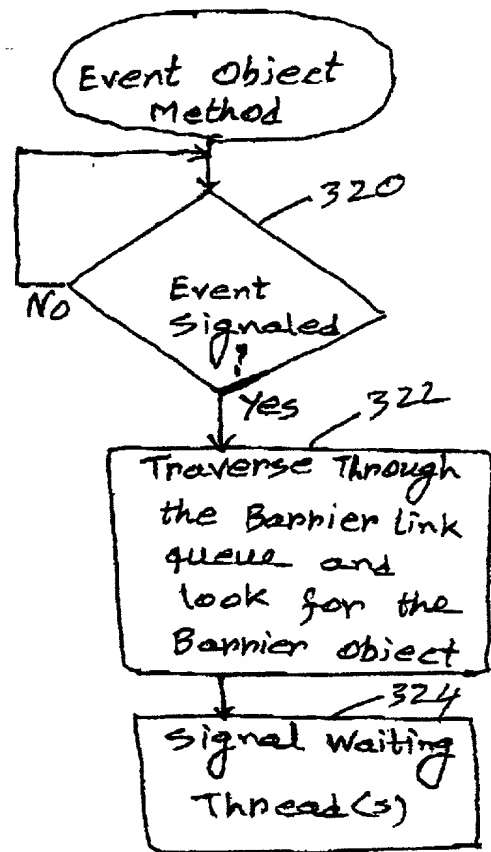 Event Object
Method
320
Event
Signaled
?
No
Yes
322
Traverse Through
the Barrier link
queue and
look for the
Barrier object
324
Signal Waiting
Thread(s)